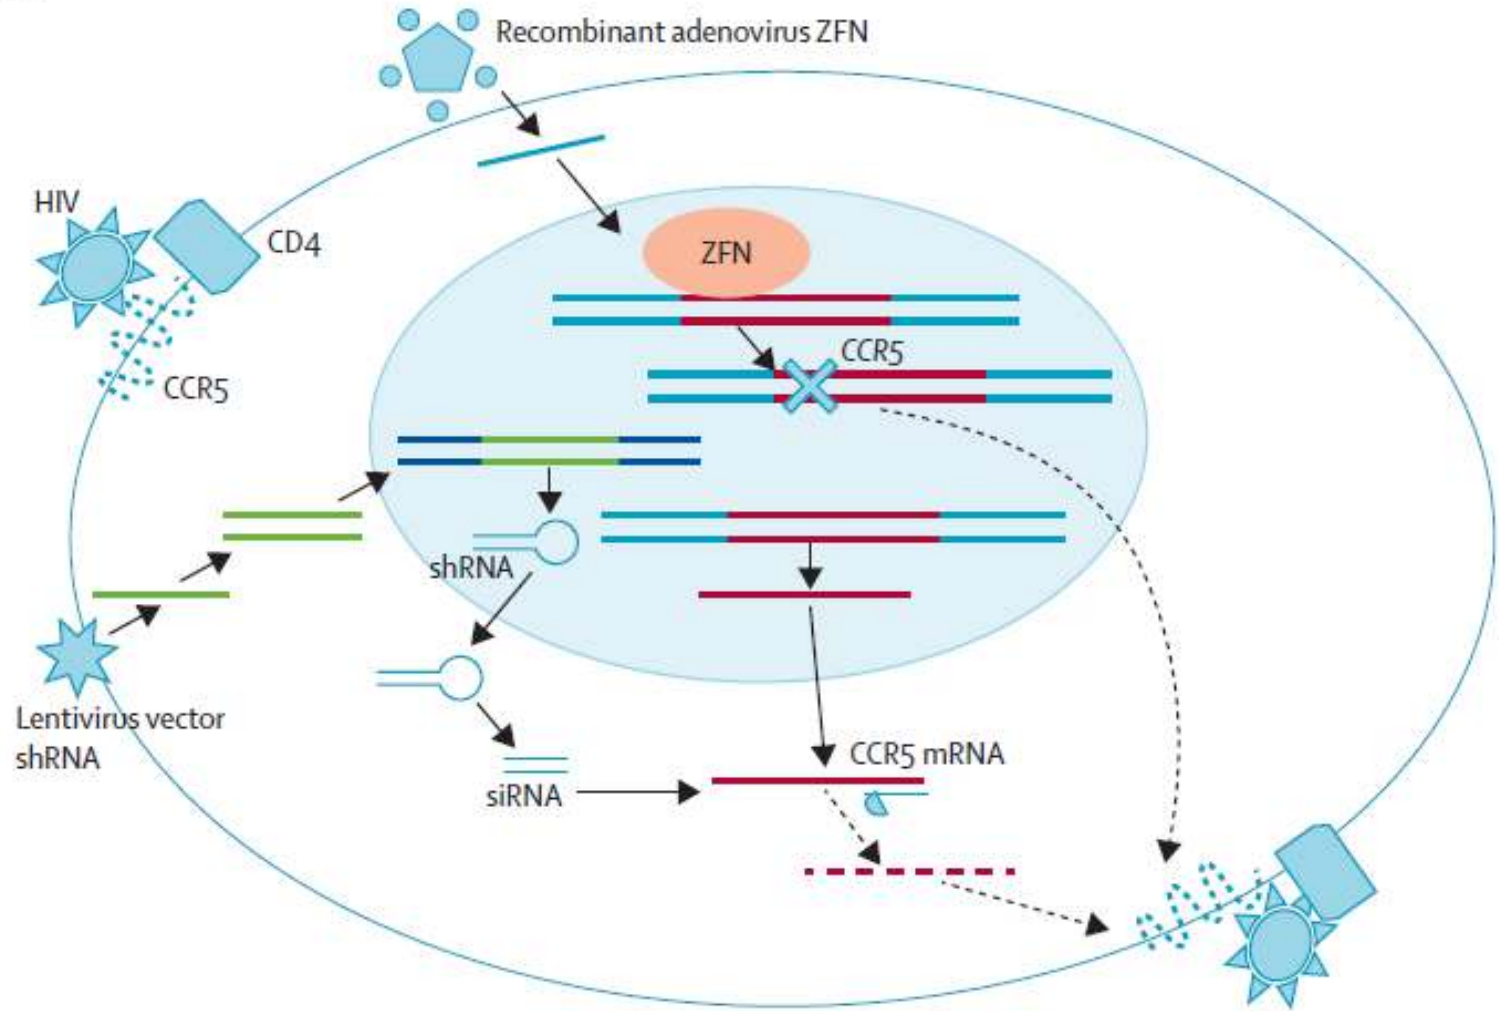 Recombinant adenovirus ZFN
HIV
CD4
ZFN
CCR5
CCR5
shRNA
Lentivirus vector
shRNA
CCR5 mRNA
siRNA